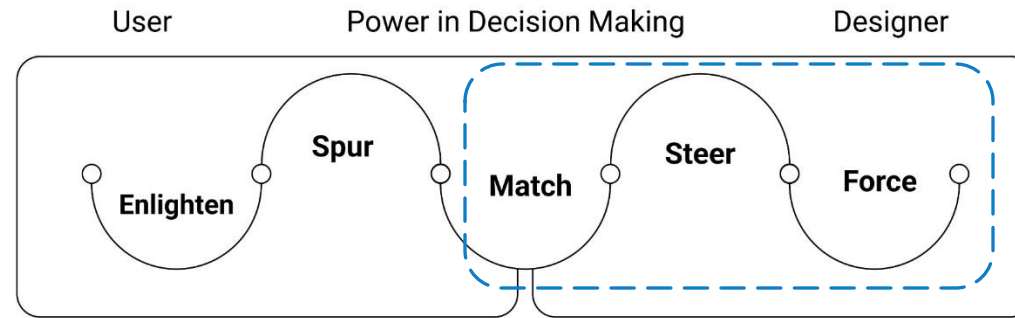 User Power in Decision Making Designer
Spur
Steer
Match
Force
Enlighten